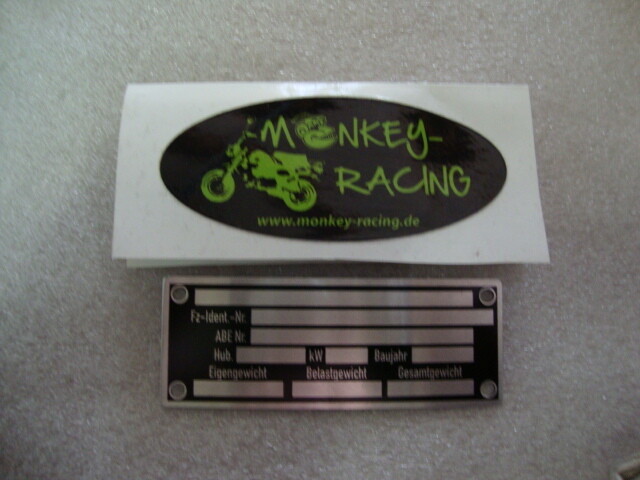 MONKEY-
RACING
www.monkey-racing.de
Fz-Ident.-Nr.
ABE Nr.
Hub. kW Baujahr
Eigengewicht Belastgewicht Gesamtgewicht